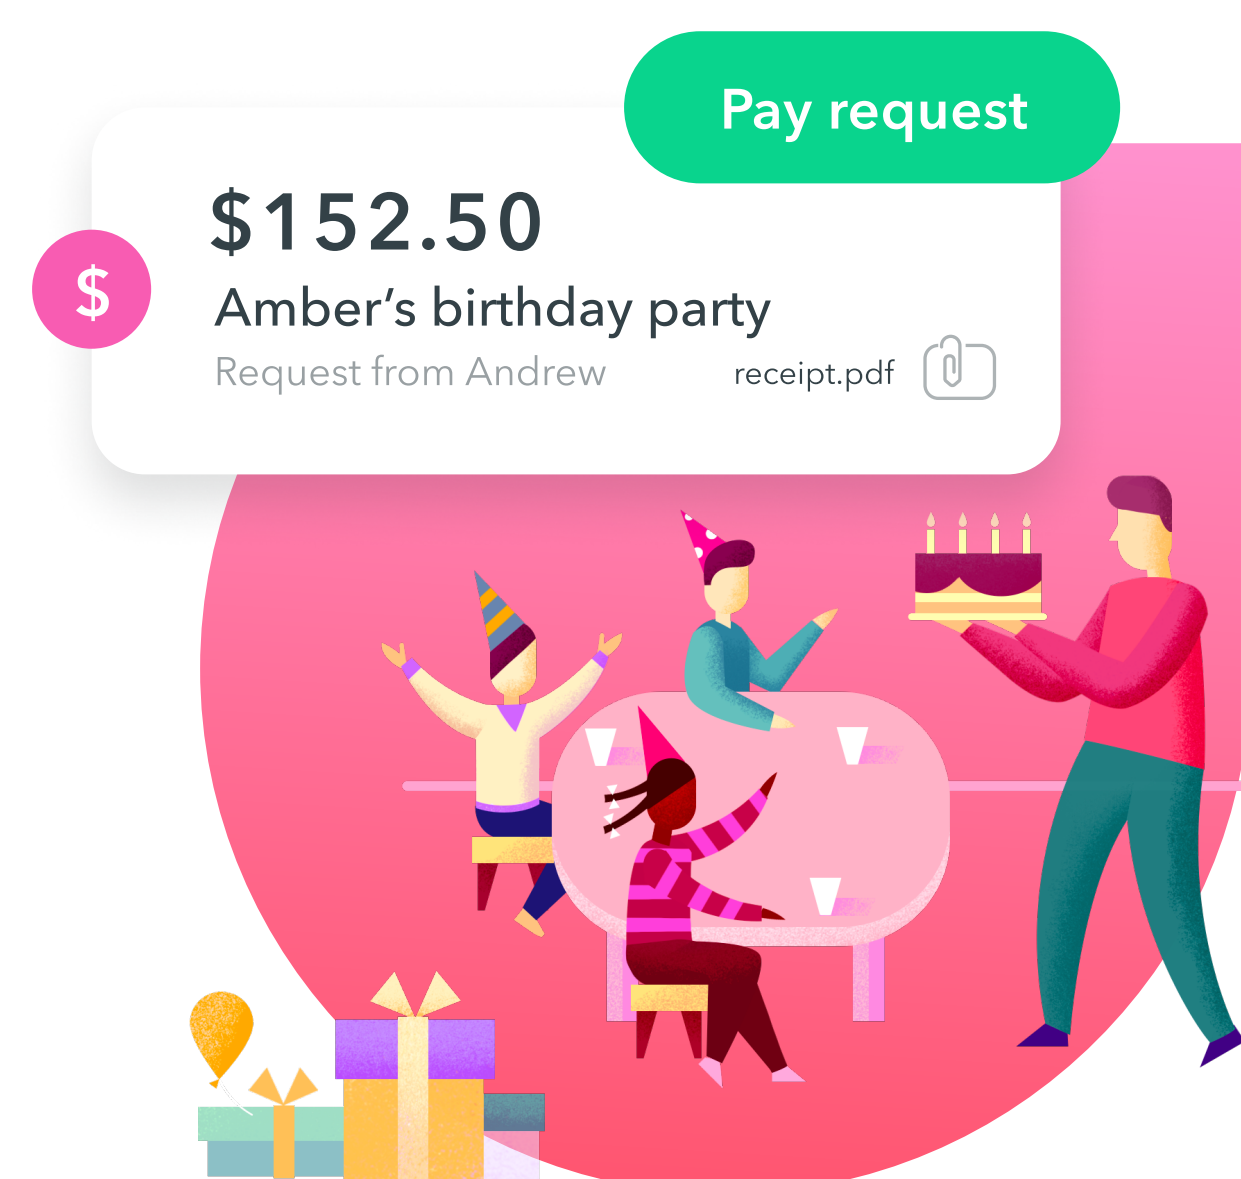 Pay request
$152.50
$
Amber’s birthday party
Request from Andrew
receipt.pdf